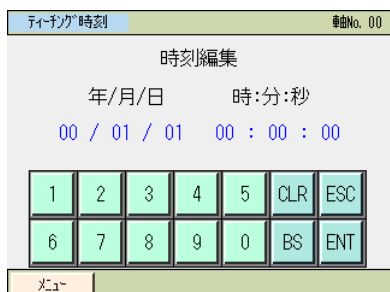 ティーチング時刻 軸No. 00
時刻編集
年/月/日 時:分:秒
00 / 01 / 01 00 : 00 : 00
1 2 3 4 5 CLR ESC
6 7 8 9 0 BS ENT
メニュー